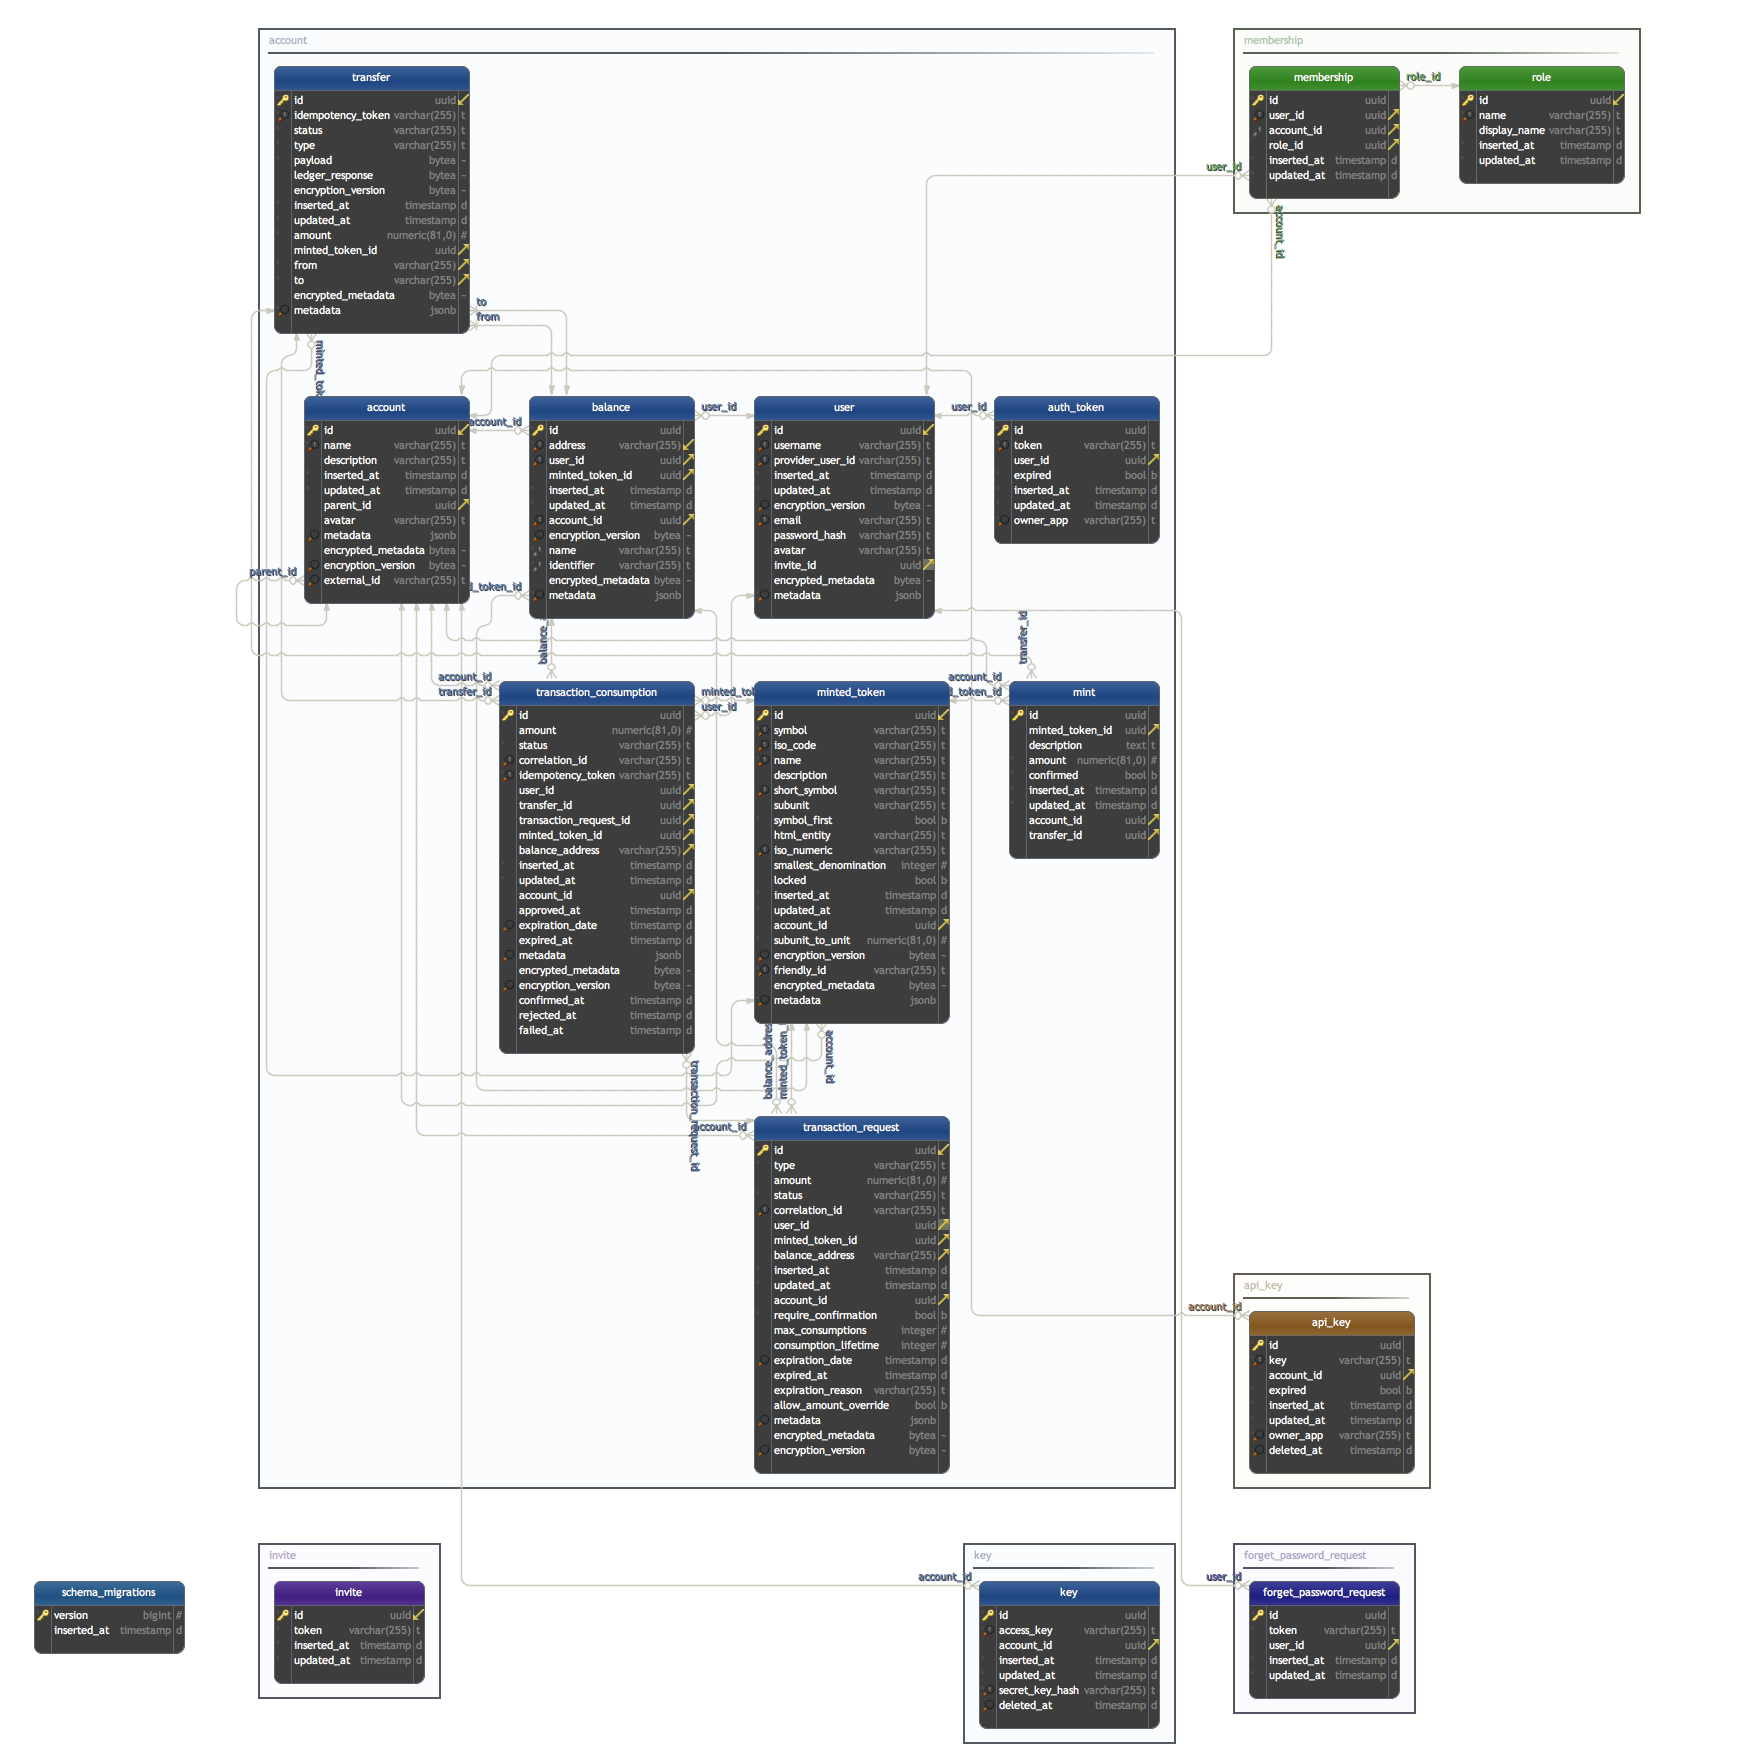 account
transfer
id uuid
idempotency_token varchar(255) t
status varchar(255) t
type varchar(255) t
payload bytea -
ledger_response bytea -
encryption_version bytea -
inserted_at timestamp d
updated_at timestamp d
amount numeric(81,0) #
minted_token_id uuid
from varchar(255)
to varchar(255)
encrypted_metadata bytea -
metadata jsonb
to
from
membership
membership
id uuid
user_id uuid
account_id uuid
role_id uuid
inserted_at timestamp d
updated_at timestamp d
role_id
role
id uuid
name varchar(255) t
display_name varchar(255) t
inserted_at timestamp d
updated_at timestamp d
user_id
account_id
account
id uuid
name varchar(255) t
description varchar(255) t
inserted_at timestamp d
updated_at timestamp d
parent_id uuid
avatar varchar(255) t
metadata jsonb
encrypted_metadata bytea -
encryption_version bytea -
external_id varchar(255) t
parent_id
account_id
balance
id uuid
address varchar(255)
user_id uuid
minted_token_id uuid
inserted_at timestamp d
updated_at timestamp d
account_id uuid
encryption_version bytea -
name varchar(255) t
identifier varchar(255) t
encrypted_metadata bytea -
metadata jsonb
user_id
user
id uuid
username varchar(255) t
provider_user_id varchar(255) t
inserted_at timestamp d
updated_at timestamp d
encryption_version bytea -
email varchar(255) t
password_hash varchar(255) t
avatar varchar(255) t
invite_id uuid
encrypted_metadata bytea -
metadata jsonb
user_id
auth_token
id uuid
token varchar(255) t
user_id uuid
expired bool b
inserted_at timestamp d
updated_at timestamp d
owner_app varchar(255) t
transfer_id
account_id
transfer_id
transaction_consumption
id uuid
amount numeric(81,0) #
status varchar(255) t
correlation_id varchar(255) t
idempotency_token varchar(255) t
user_id uuid
transfer_id uuid
transaction_request_id uuid
minted_token_id uuid
balance_address varchar(255)
inserted_at timestamp d
updated_at timestamp d
account_id uuid
approved_at timestamp d
expiration_date timestamp d
expired_at timestamp d
metadata jsonb
encrypted_metadata bytea -
encryption_version bytea -
confirmed_at timestamp d
rejected_at timestamp d
failed_at timestamp d
user_id
minted_token
id uuid
symbol varchar(255) t
iso_code varchar(255) t
name varchar(255) t
description varchar(255) t
short_symbol varchar(255) t
subunit varchar(255) t
symbol_first bool b
html_entity varchar(255) t
iso_numeric varchar(255) t
smallest_denomination integer #
locked bool b
inserted_at timestamp d
updated_at timestamp d
account_id uuid
subunit_to_unit numeric(81,0) #
encryption_version bytea -
friendly_id varchar(255) t
encrypted_metadata bytea -
metadata jsonb
account_id
mint
id uuid
minted_token_id uuid
description text t
amount numeric(81,0) #
confirmed bool b
inserted_at timestamp d
updated_at timestamp d
account_id uuid
transfer_id uuid
account_id
transaction_request_id
account_id
transaction_request
id uuid
type varchar(255) t
amount numeric(81,0) #
status varchar(255) t
correlation_id varchar(255) t
user_id uuid
minted_token_id uuid
balance_address varchar(255)
inserted_at timestamp d
updated_at timestamp d
account_id uuid
require_confirmation bool b
max_consumptions integer #
consumption_lifetime integer #
expiration_date timestamp d
expired_at timestamp d
expiration_reason varchar(255) t
allow_amount_override bool b
metadata jsonb
encrypted_metadata bytea -
encryption_version bytea -
api_key
account_id
api_key
id uuid
key varchar(255) t
account_id uuid
expired bool b
inserted_at timestamp d
updated_at timestamp d
owner_app varchar(255) t
deleted_at timestamp d
schema_migrations
version bigint #
inserted_at timestamp d
invite
invite
id uuid
token varchar(255) t
inserted_at timestamp d
updated_at timestamp d
key
account_id
key
id uuid
access_key varchar(255) t
account_id uuid
inserted_at timestamp d
updated_at timestamp d
secret_key_hash varchar(255) t
deleted_at timestamp d
forget_password_request
user_id
forget_password_request
id uuid
token varchar(255) t
user_id uuid
inserted_at timestamp d
updated_at timestamp d